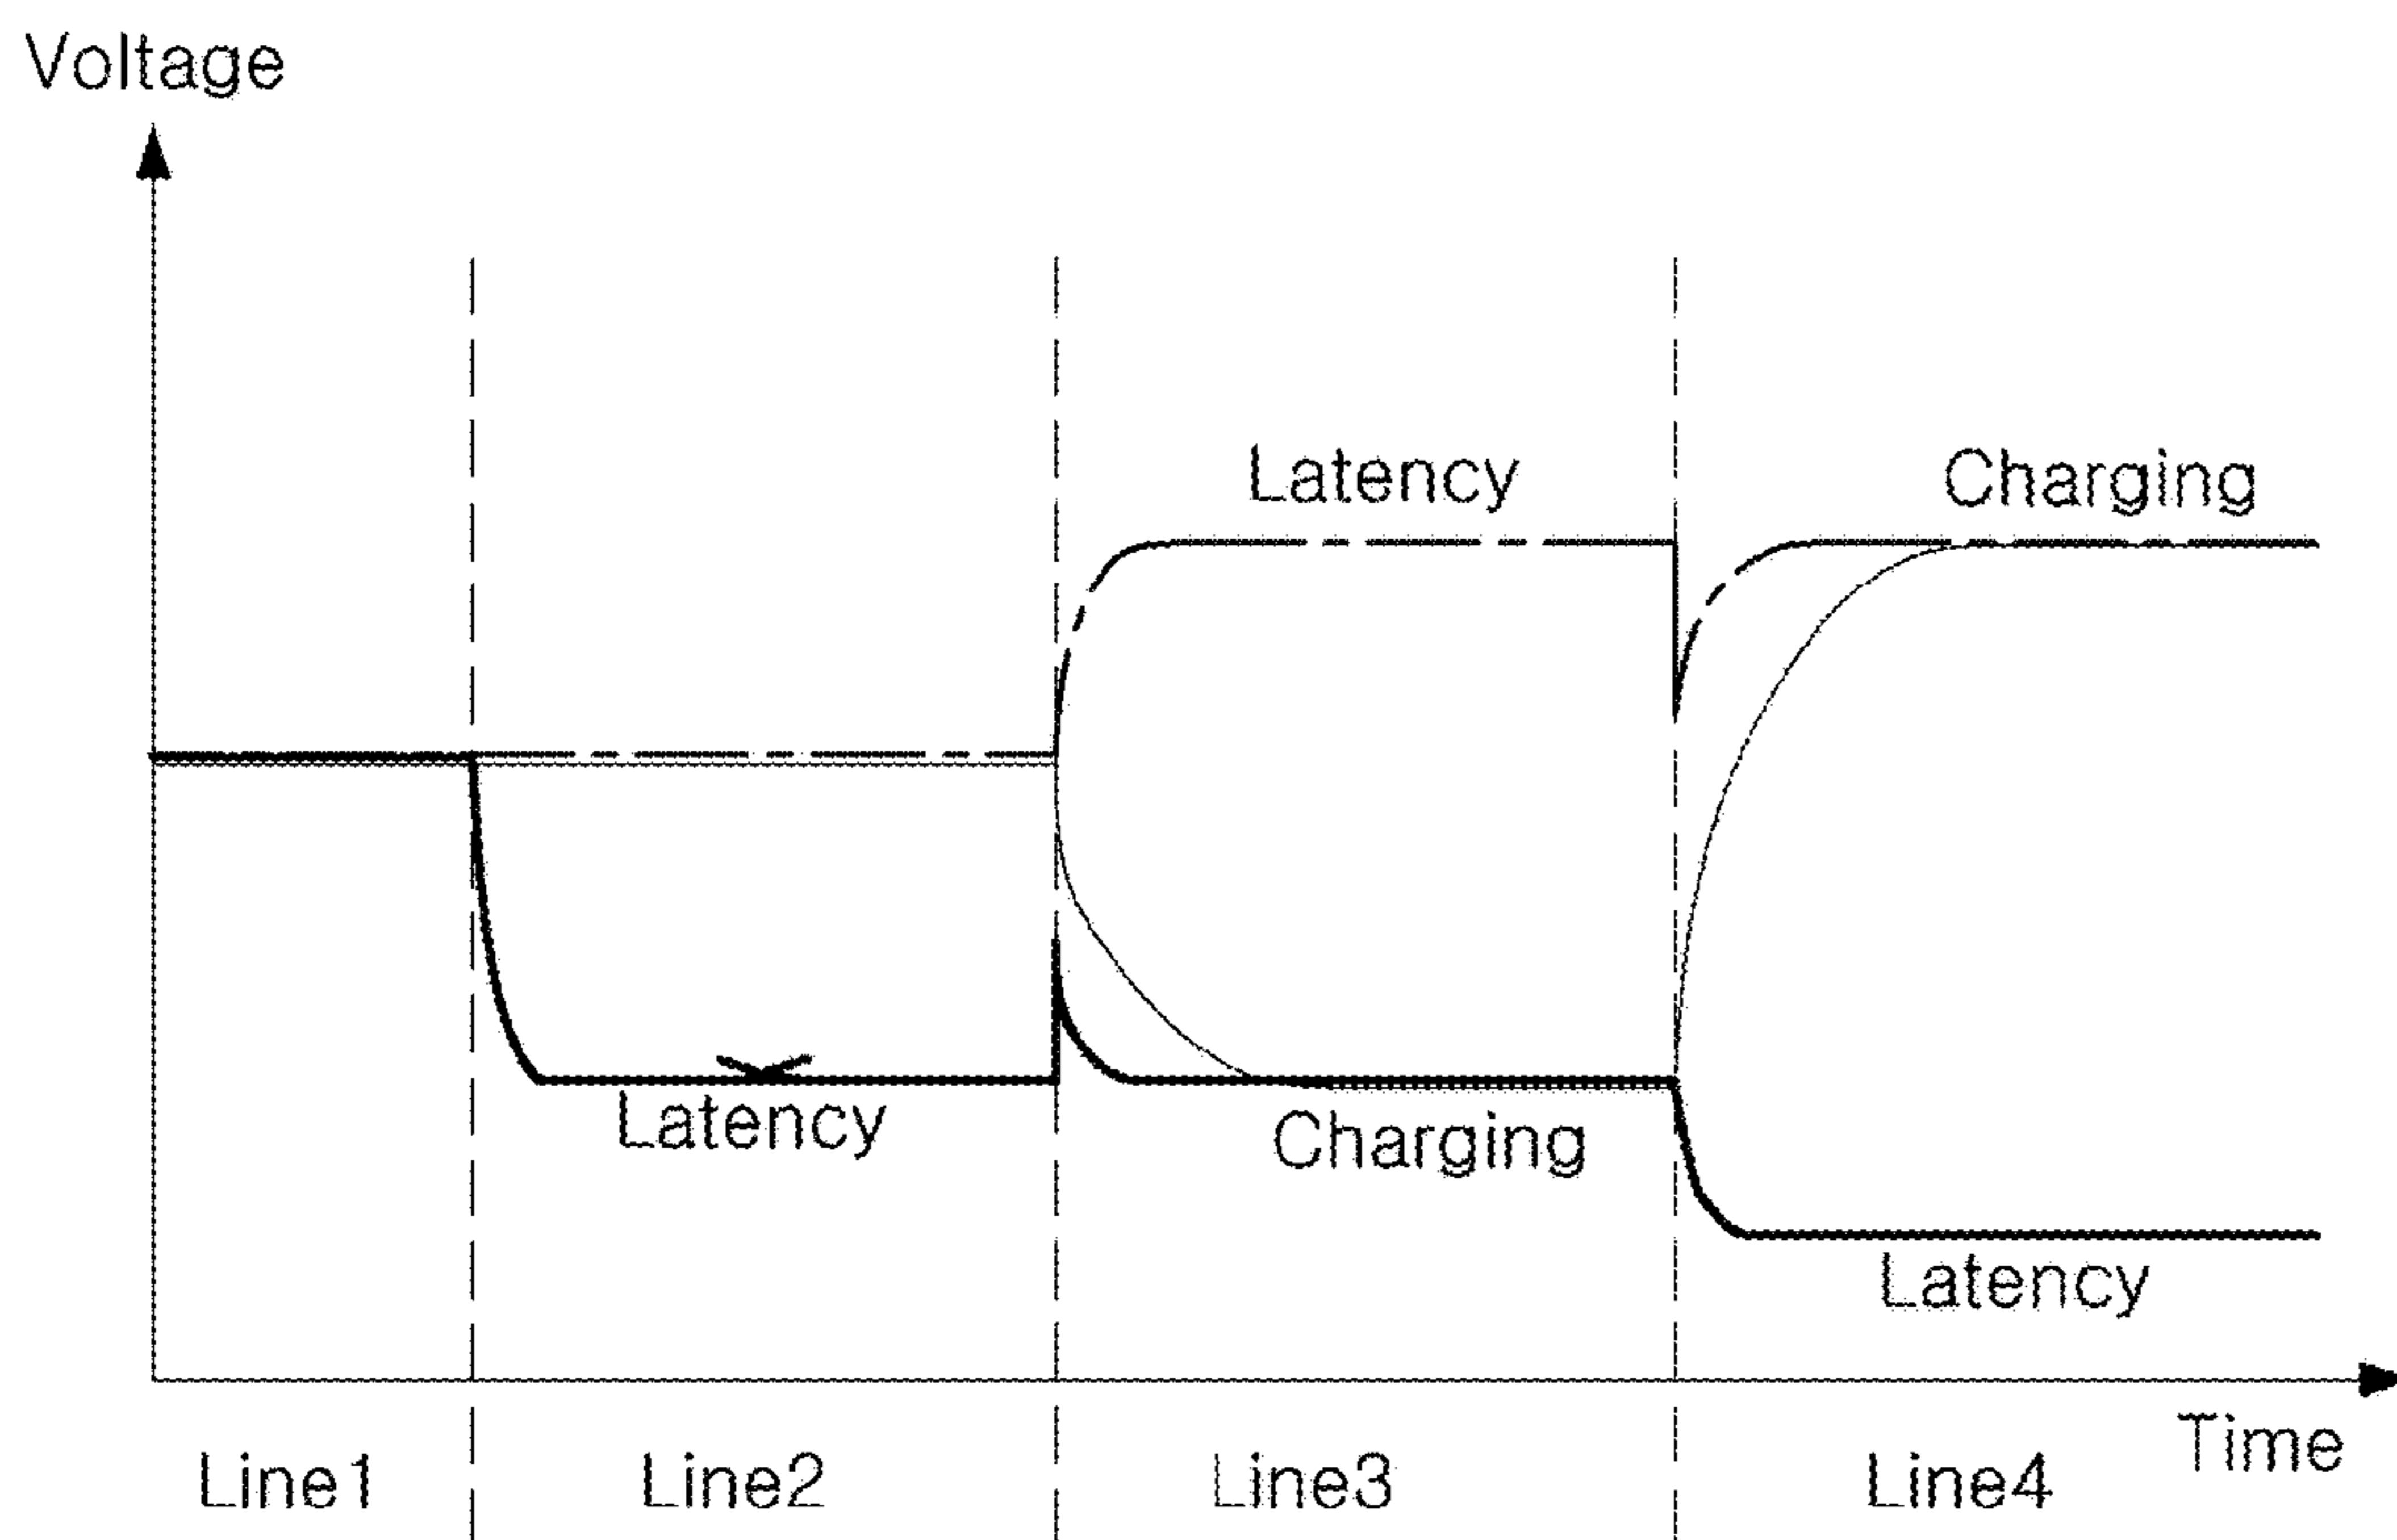 Voltage
Latency
Charging
Latency
Charging
Latency
Time
Line1
Line2
Line3
Line4